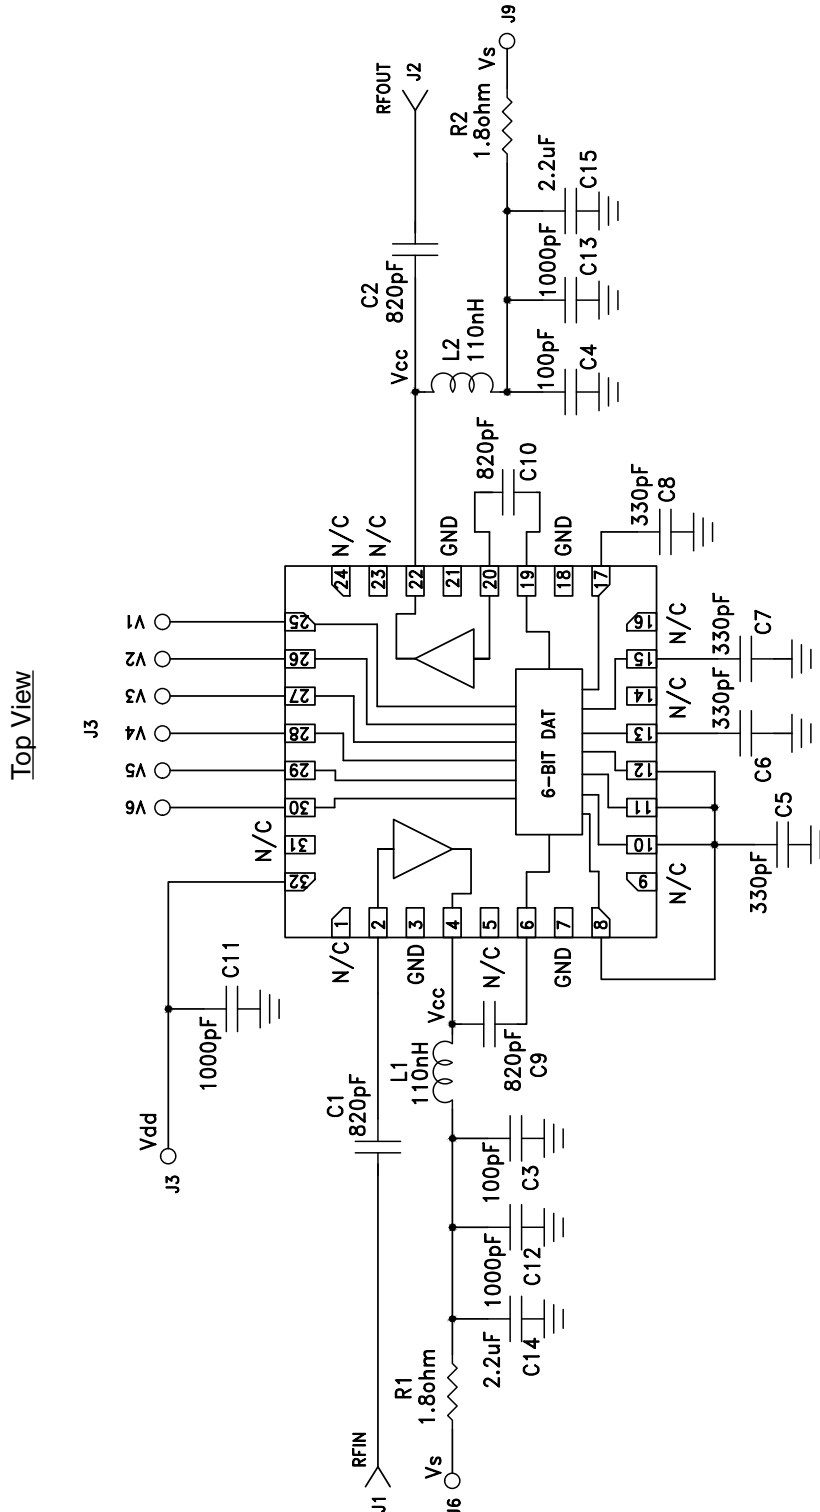 Top View
J9
Vs
R2
1.8ohm
RFOUT
J2
2.2uF
C15
1000pF
C13
100pF
C4
C2
820pF
Vcc
L2
110nH
820pF
C10
330pF
C8
N/C
N/C
GND
GND
24
23
22
21
20
19
18
17
V1
V2
V3
V4
V5
V6
J3
25
26
27
28
29
30
31
32
N/C
6-BIT DAT
16
15
14
13
12
11
10
9
N/C
N/C
N/C
330pF
C7
330pF
C6
330pF
C5
1
2
3
4
5
6
7
8
N/C
GND
N/C
GND
Vcc
820pF
C9
L1
110nH
C11
1000pF
Vdd
J3
C1
820pF
100pF
C3
1000pF
C12
2.2uF
C14
R1
1.8ohm
RFIN
J1
Vs
J6